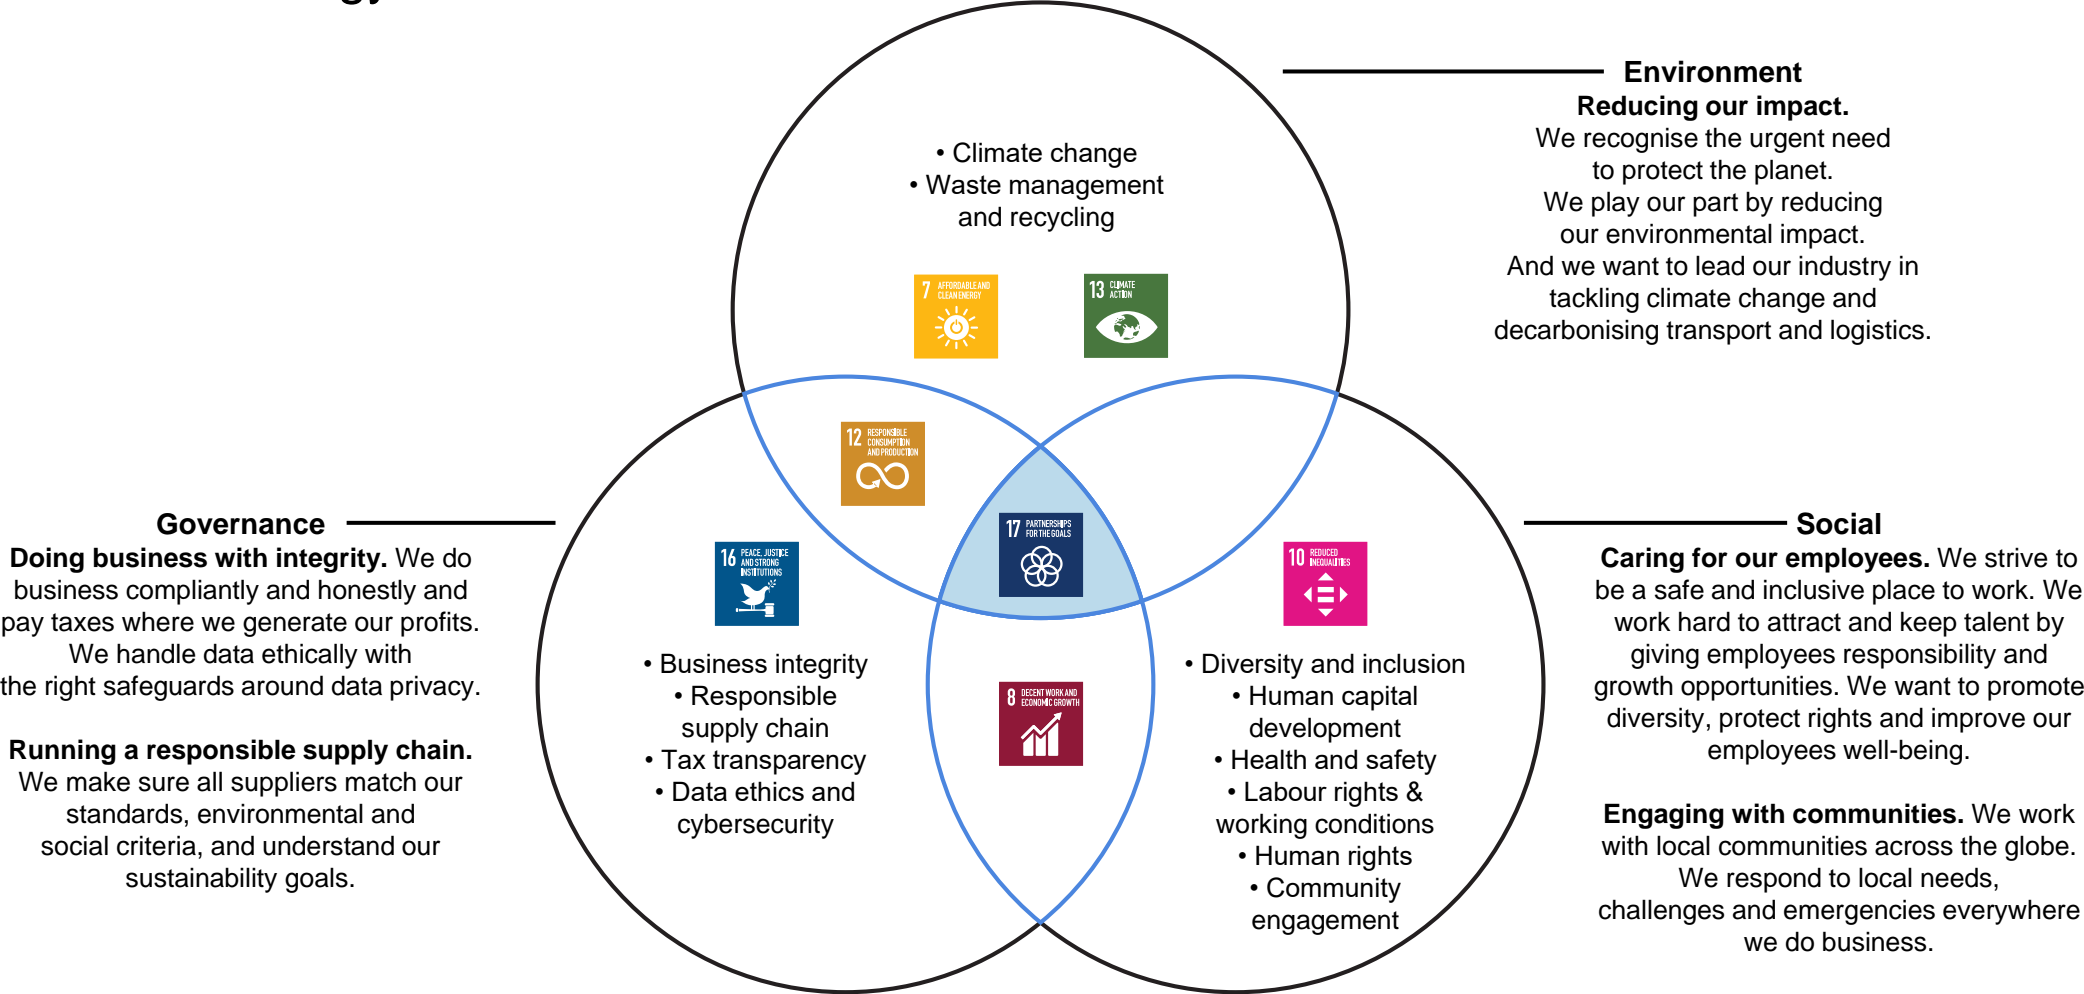 Environment
Reducing our impact.
We recognise the urgent need
to protect the planet.
We play our part by reducing
our environmental impact.
And we want to lead our industry in
tackling climate change and
decarbonising transport and logistics.
• Climate change
• Waste management
and recycling
7 AFFORDABLE AND
CLEAN ENERGY
13 CLIMATE
ACTION
12 RESPONSIBLE
CONSUMPTION
AND PRODUCTION
17 PARTNERSHIPS
FOR THE GOALS
Governance
Doing business with integrity. We do
business compliantly and honestly and
pay taxes where we generate our profits.
We handle data ethically with
the right safeguards around data privacy.
Running a responsible supply chain.
We make sure all suppliers match our
standards, environmental and
social criteria, and understand our
sustainability goals.
16 PEACE, JUSTICE
AND STRONG
INSTITUTIONS
• Business integrity
• Responsible
supply chain
• Tax transparency
• Data ethics and
cybersecurity
8 DECENT WORK AND
ECONOMIC GROWTH
10 REDUCED
INEQUALITIES
• Diversity and inclusion
• Human capital
development
• Health and safety
• Labour rights &
working conditions
• Human rights
• Community
engagement
Social
Caring for our employees. We strive to
be a safe and inclusive place to work. We
work hard to attract and keep talent by
giving employees responsibility and
growth opportunities. We want to promote
diversity, protect rights and improve our
employees well-being.
Engaging with communities. We work
with local communities across the globe.
We respond to local needs,
challenges and emergencies everywhere
we do business.